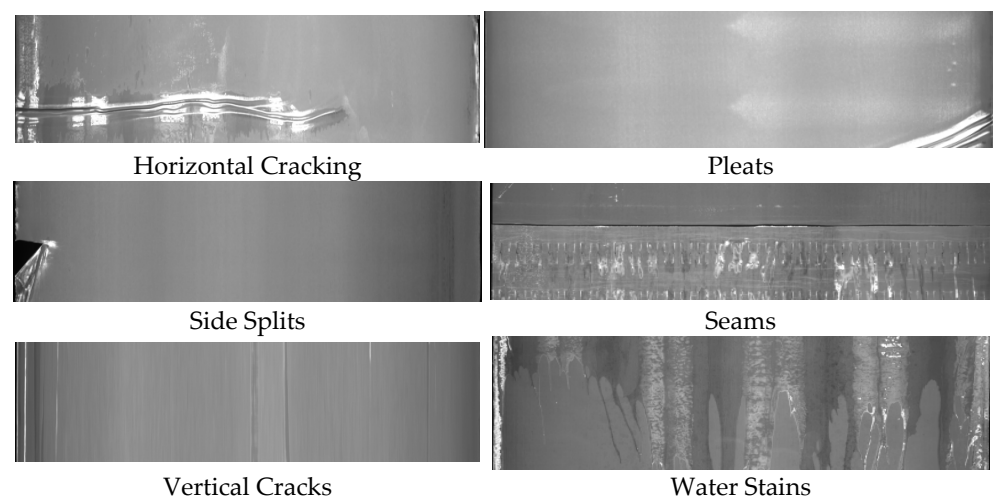 Horizontal Cracking
Pleats
Side Splits
Seams
Vertical Cracks
Water Stains